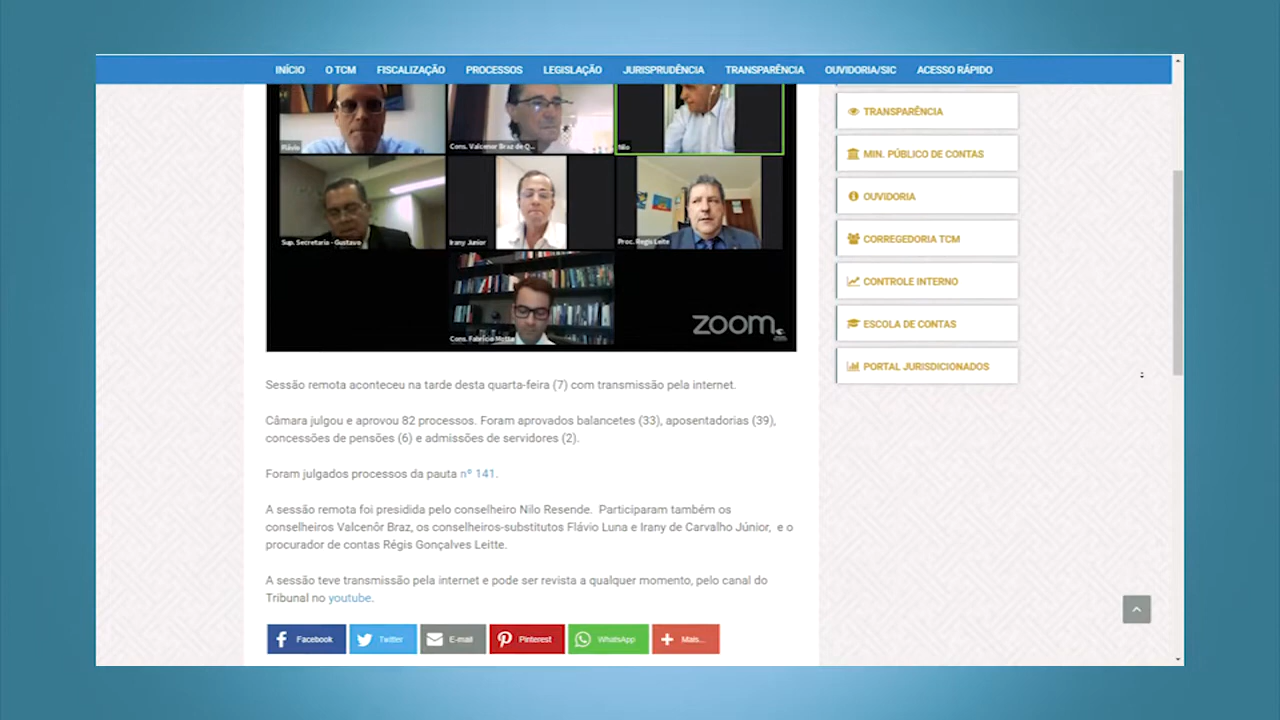 INÍCIO O TCM FISCALIZAÇÃO PROCESSOS LEGISLAÇÃO JURISPRUDÊNCIA TRANSPARÊNCIA OUVIDORIA/SIC ACESSO RÁPIDO
Flávio
Cons. Valcenor Braz de Q...
Nilo
Sup. Secretario - Gustavo
Irany Junior
Proc. Regis Leite
Cons. Fabricio Motta
zoom
Sessão remota aconteceu na tarde desta quarta-feira (7) com transmissão pela internet.
Câmara julgou e aprovou 82 processos. Foram aprovados balancetes (33), aposentadorias (39),
concessões de pensões (6) e admissões de servidores (2).
Foram julgados processos da pauta nº 141.
A sessão remota foi presidida pelo conselheiro Nilo Resende. Participaram também os
conselheiros Valcenôr Braz, os conselheiros-substitutos Flávio Luna e Irany de Carvalho Júnior, e o
procurador de contas Régis Gonçalves Leitte.
A sessão teve transmissão pela internet e pode ser revista a qualquer momento, pelo canal do
Tribunal no youtube.
Facebook
Twitter
E-mail
Pinterest
WhatsApp
Mais...
TRANSPARÊNCIA
MIN. PÚBLICO DE CONTAS
OUVIDORIA
CORREGEDORIA TCM
CONTROLE INTERNO
ESCOLA DE CONTAS
PORTAL JURISDICIONADOS